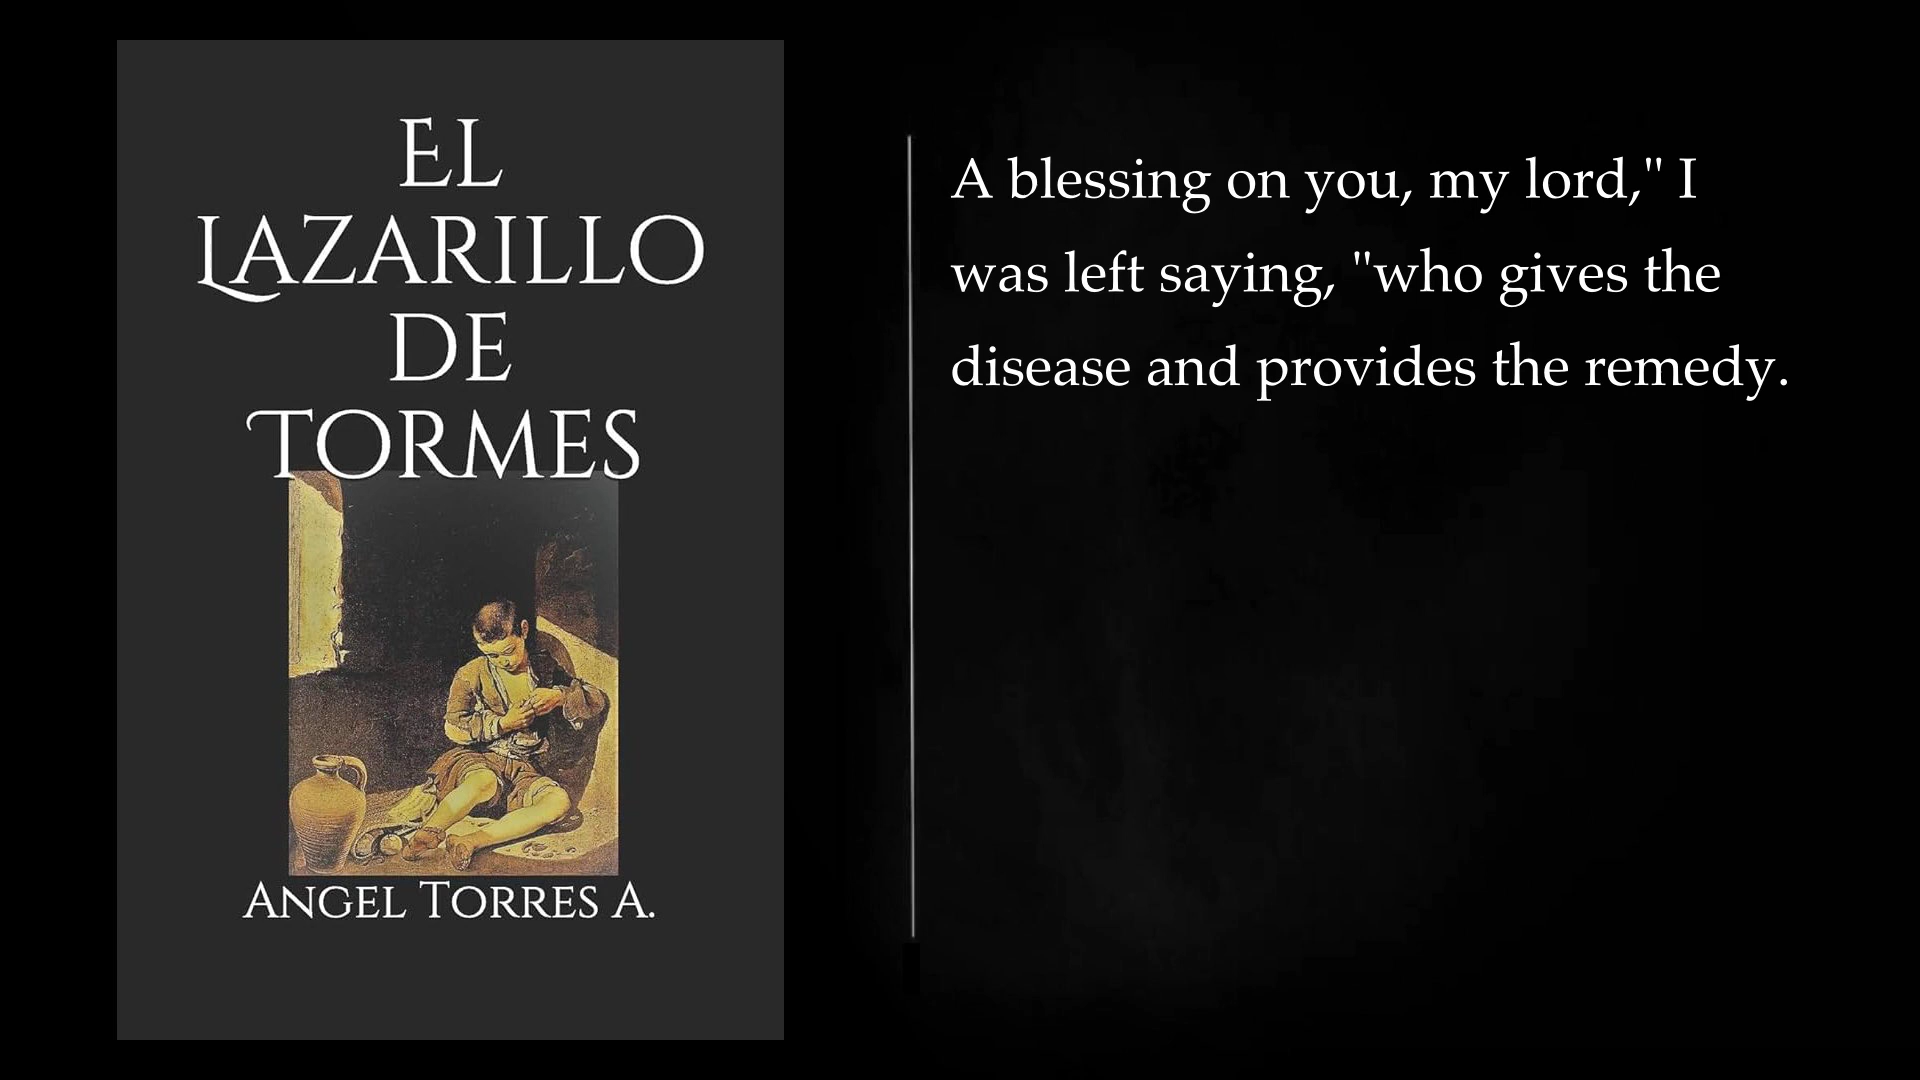 EL
LAZARILLO
DE
TORMES
ANGEL TORRES A.
A blessing on you, my lord," I
was left saying, "who gives the
disease and provides the remedy.